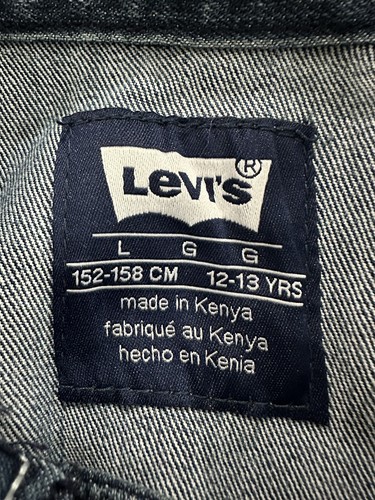 Levi's ®
L G G
152-158 CM 12-13 YRS
made in Kenya
fabriqué au Kenya
hecho en Kenia